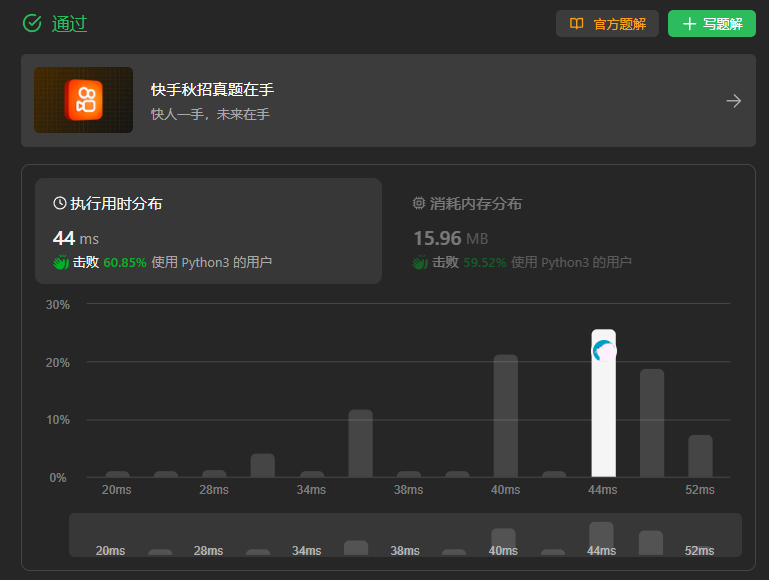 通过
官方题解
写题解
快手秋招真题在手
快人一手，未来在手
执行用时分布
44 ms
击败 60.85% 使用 Python3 的用户
消耗内存分布
15.96 MB
击败 59.52% 使用 Python3 的用户
30%
20%
10%
0%
20ms 28ms 34ms 38ms 40ms 44ms 52ms
20ms 28ms 34ms 38ms 40ms 44ms 52ms